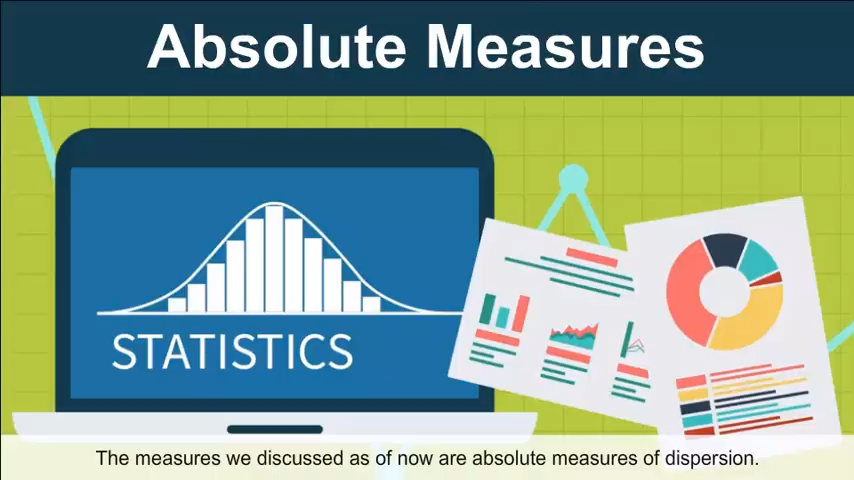 Absolute Measures
STATISTICS
The measures we discussed as of now are absolute measures of dispersion.